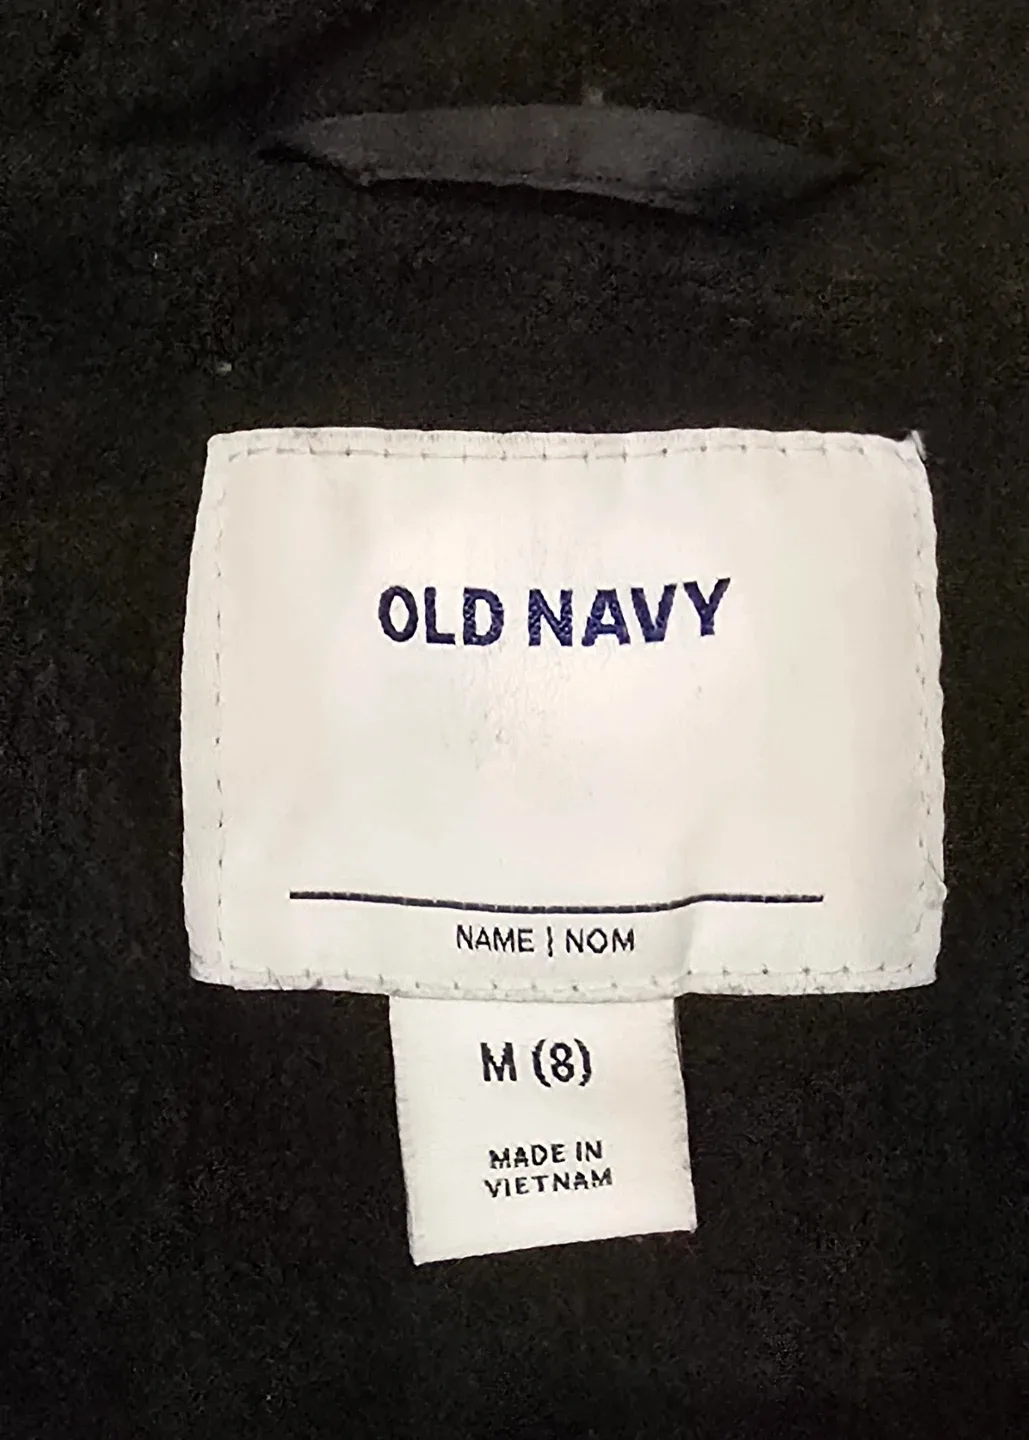 OLD NAVY
NAME | NOM
M (8)
MADE IN
VIETNAM